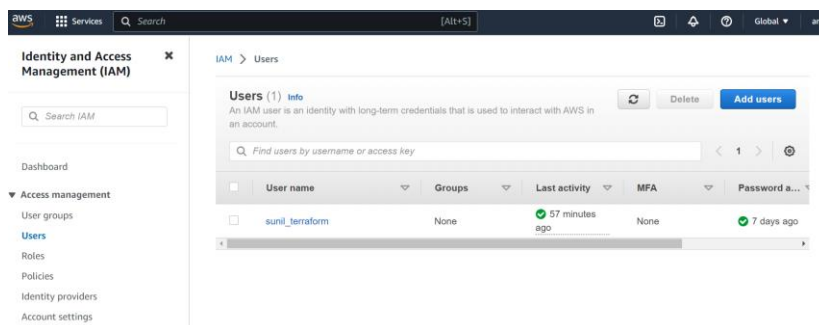 aws
Services
Search
[Alt+S]
Global
Identity and Access
Management (IAM)
Search IAM
Dashboard
Access management
User groups
Users
Roles
Policies
Identity providers
Account settings
IAM > Users
Users (1) Info
An IAM user is an identity with long-term credentials that is used to interact with AWS in
an account.
Delete
Add users
Find users by username or access key
1
User name Groups Last activity MFA Password a...
sunil_terraform None 57 minutes
ago None 7 days ago